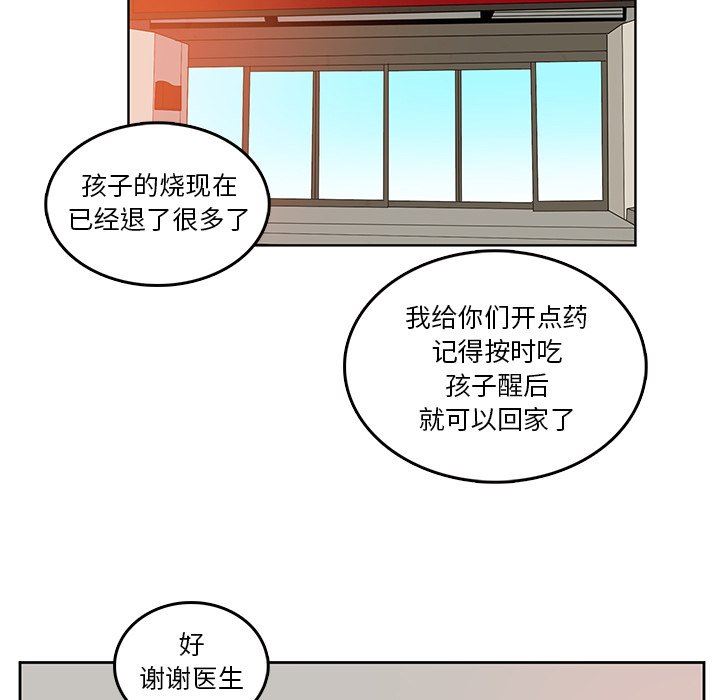 孩子的烧现在
已经退了很多了
我给你们开点药
记得按时吃
孩子醒后
就可以回家了
好
谢谢医生